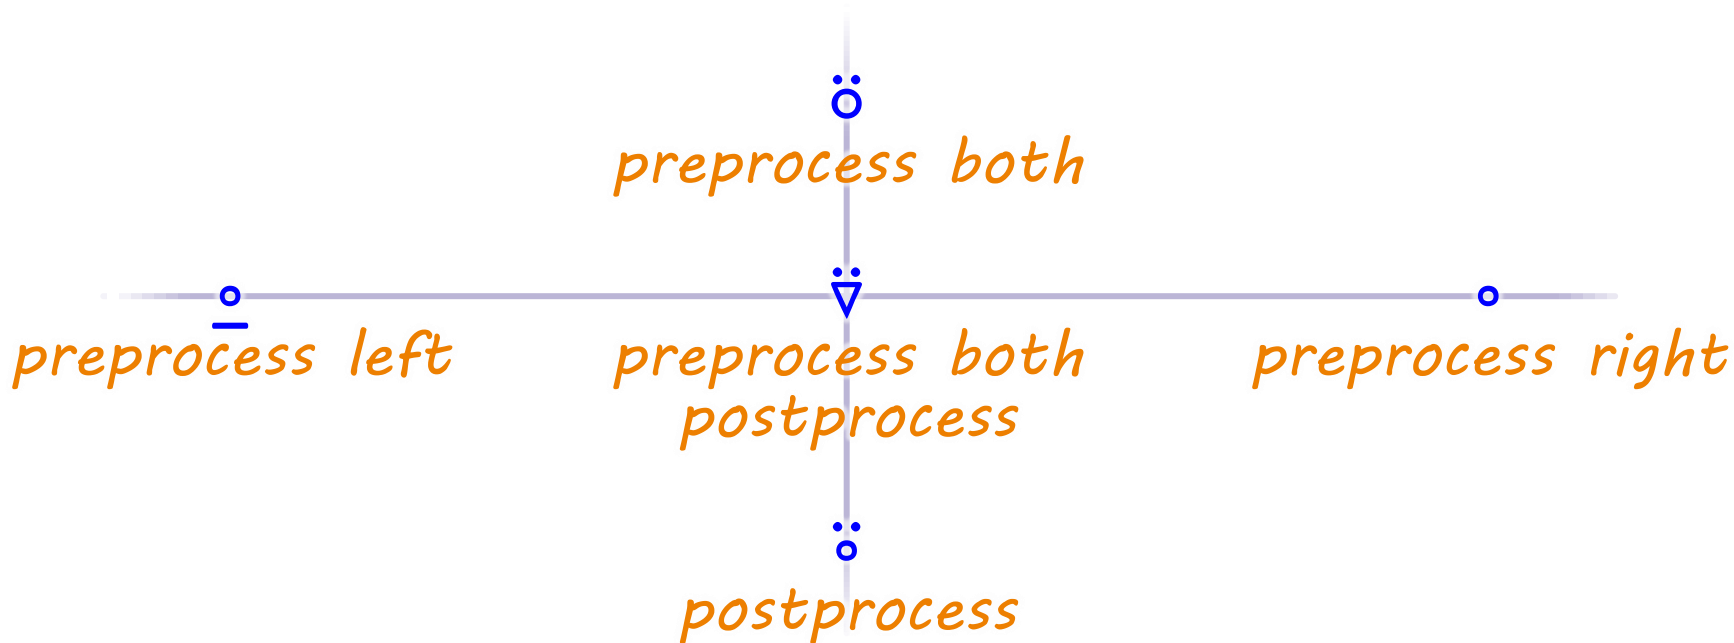 ⍥
preprocess both
⍛ ⍢ ∘
preprocess left preprocess both preprocess right
postprocess
⍤
postprocess